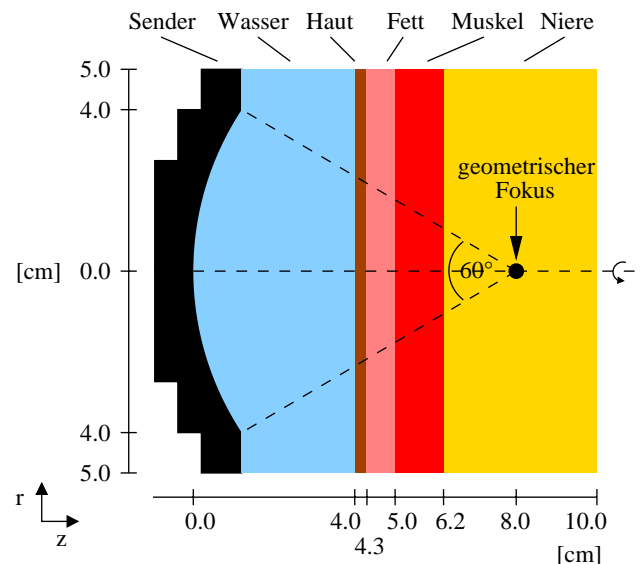 Sender Wasser Haut Fett Muskel Niere
5.0
4.0
geometrischer
Fokus
[cm] 0.0
60°
4.0
5.0
r
z
0.0 4.0 5.0 6.2 8.0 10.0
4.3
[cm]